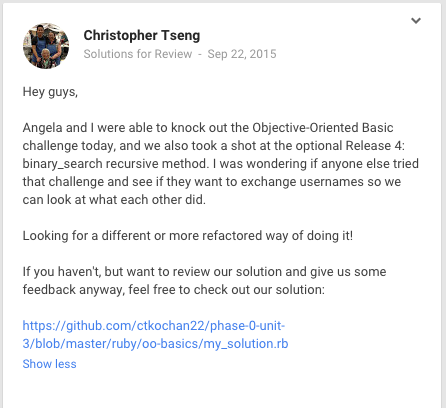 Christopher Tseng
Solutions for Review - Sep 22, 2015
Hey guys,
Angela and I were able to knock out the Objective-Oriented Basic
challenge today, and we also took a shot at the optional Release 4:
binary_search recursive method. I was wondering if anyone else tried
that challenge and see if they want to exchange usernames so we
can look at what each other did.
Looking for a different or more refactored way of doing it!
If you haven't, but want to review our solution and give us some
feedback anyway, feel free to check out our solution:
https://github.com/ctkochan22/phase-0-unit-
3/blob/master/ruby/oo-basics/my_solution.rb
Show less